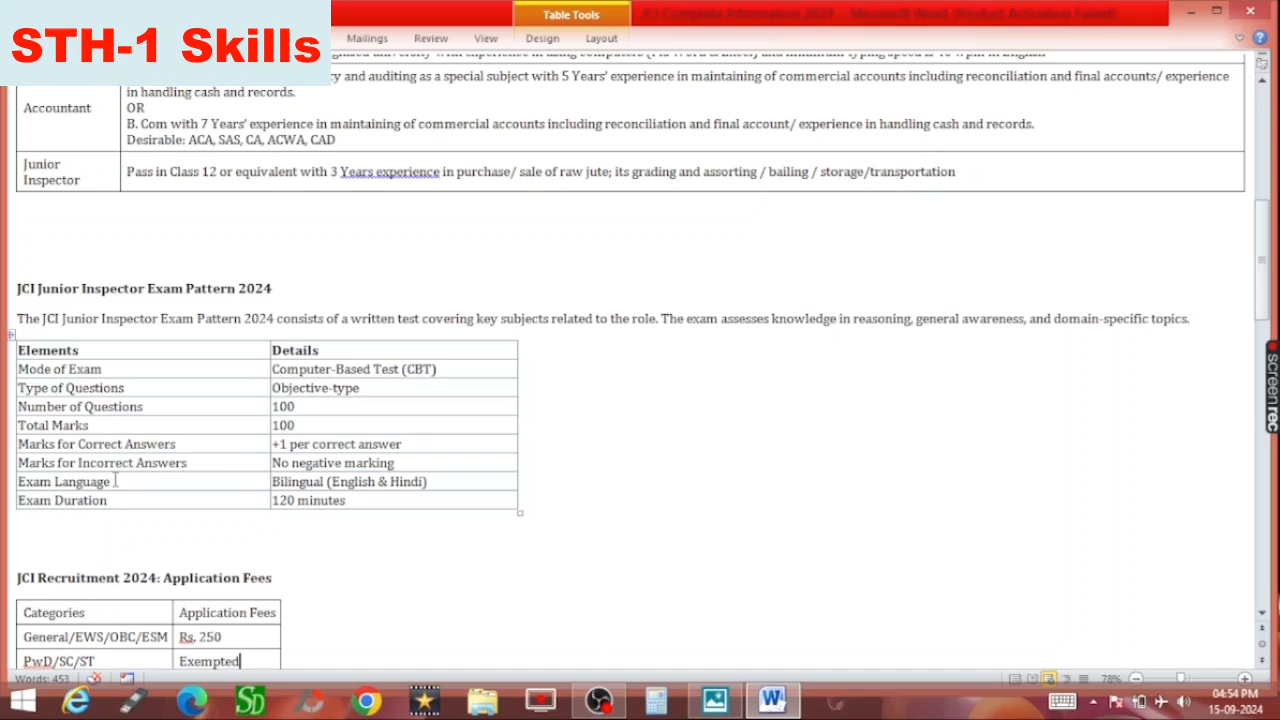 STH-1 Skills
Table Tools
JCI Complete Information 2024 Microsoft Word (Product Activation Failed)
Mailings Review View Design Layout
y and auditing as a special subject with 5 Years' experience in maintaining of commercial accounts including reconciliation and final accounts/ experience
in handling cash and records.
Accountant
OR
B. Com with 7 Years' experience in maintaining of commercial accounts including reconciliation and final account/ experience in handling cash and records.
Desirable: ACA, SAS, CA, ACWA, CAD
Junior
Inspector
Pass in Class 12 or equivalent with 3 Years experience in purchase/ sale of raw jute; its grading and assorting / bailing / storage/transportation
JCI Junior Inspector Exam Pattern 2024
The JCI Junior Inspector Exam Pattern 2024 consists of a written test covering key subjects related to the role. The exam assesses knowledge in reasoning, general awareness, and domain-specific topics.
Elements Details
Mode of Exam Computer-Based Test (CBT)
Type of Questions Objective-type
Number of Questions 100
Total Marks 100
Marks for Correct Answers +1 per correct answer
Marks for Incorrect Answers No negative marking
Exam Language Bilingual (English & Hindi)
Exam Duration 120 minutes
JCI Recruitment 2024: Application Fees
Categories Application Fees
General/EWS/OBC/ESM Rs. 250
PwD/SC/ST Exempted
Words: 453 78%
screenrec
04:54 PM
15-09-2024